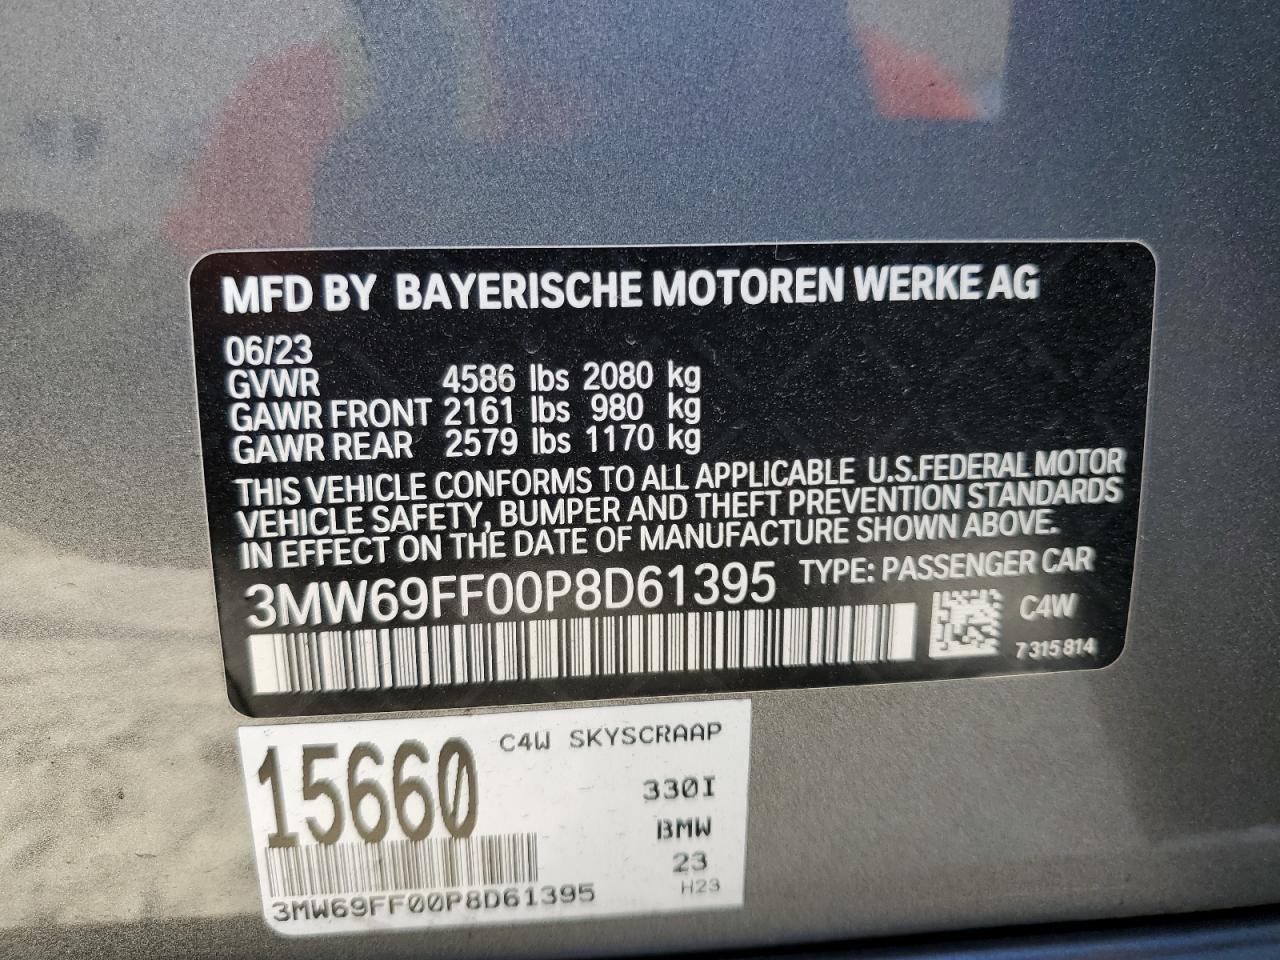 MFD BY BAYERISCHE MOTOREN WERKE AG
06/23
GVWR 4586 lbs 2080 kg
GAWR FRONT 2161 lbs 980 kg
GAWR REAR 2579 lbs 1170 kg
THIS VEHICLE CONFORMS TO ALL APPLICABLE U.S.FEDERAL MOTOR
VEHICLE SAFETY, BUMPER AND THEFT PREVENTION STANDARDS
IN EFFECT ON THE DATE OF MANUFACTURE SHOWN ABOVE.
3MW69FF00P8D61395 TYPE: PASSENGER CAR
C4W
7 315 814
15660 C4W SKYSCRAAP
330I
BMW
23
H23
3MW69FF00P8D61395